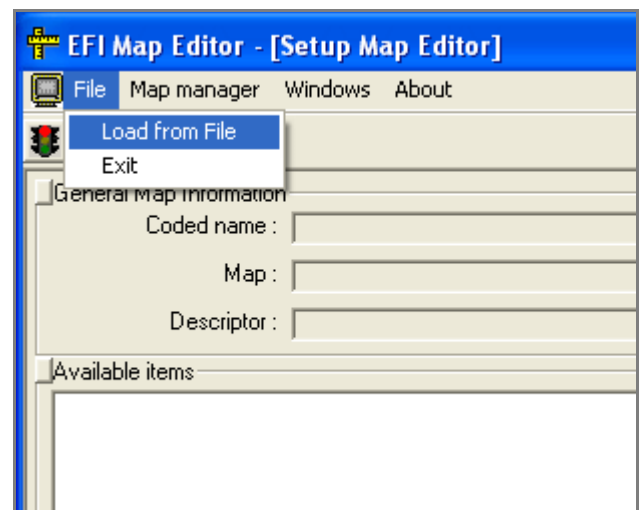 EFI Map Editor - [Setup Map Editor]
File Map manager Windows About
Load from File
Exit
General Map Information
Coded name :
Map :
Descriptor :
Available items